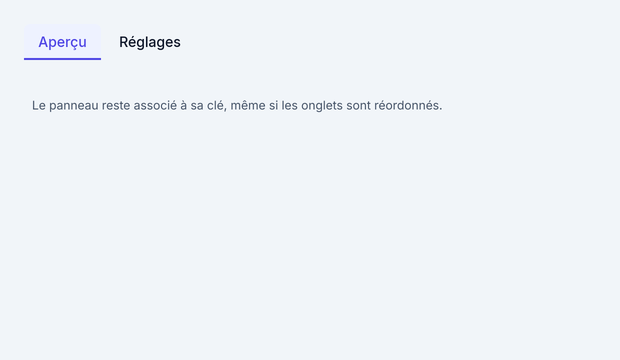 Aperçu Réglages
Le panneau reste associé à sa clé, même si les onglets sont réordonnés.